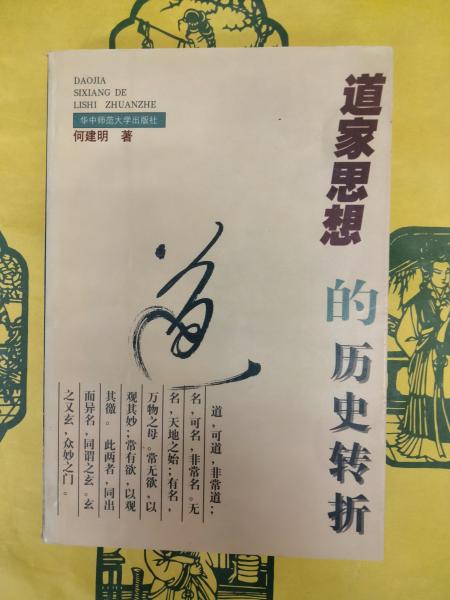 DAOJIA
SIXIANG DE
LISHI ZHUANZHE
华中师范大学出版社
何建明 著
道家思想
的
历史转折
道
道，可道，非常道；
名，可名，非常名。无
名，天地之始；有名，
万物之母。常无欲，以
观其妙；常有欲，以观
其徼。此两者，同出
而异名，同谓之玄。玄
之又玄，众妙之门。